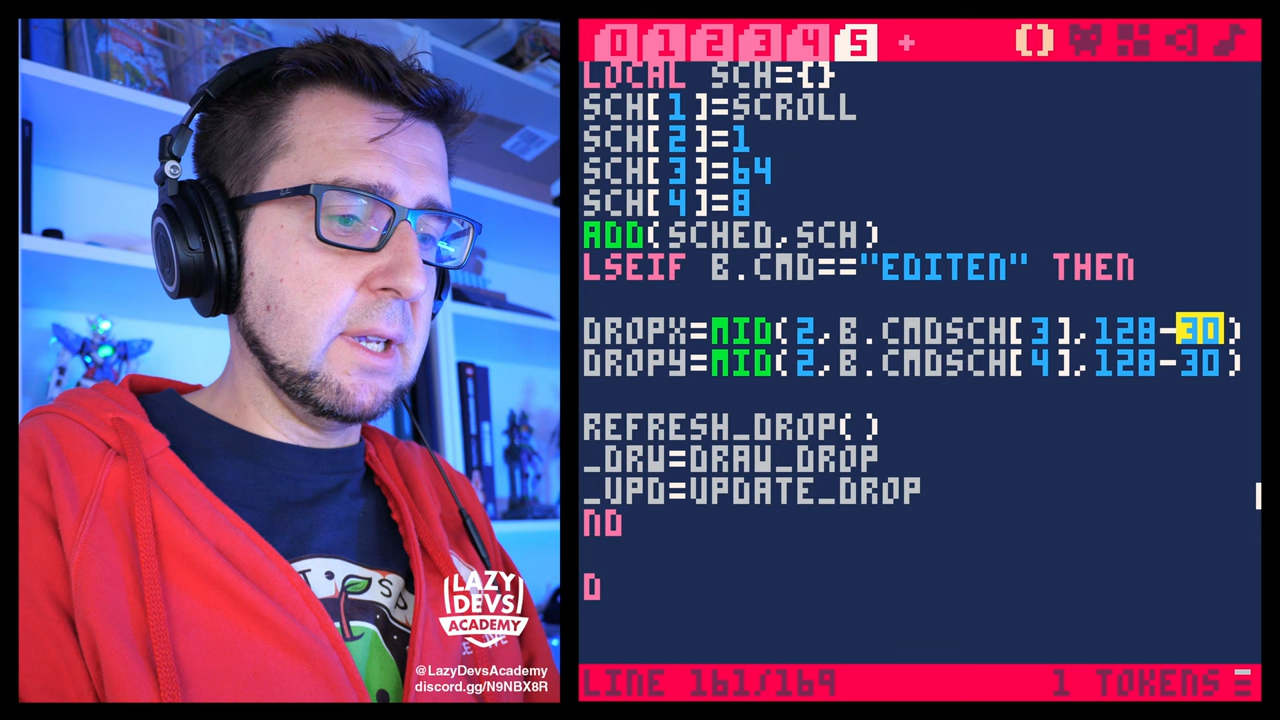 LAZY
DEVS
ACADEMY
@LazyDevsAcademy
discord.gg/N9NBX8R
0 1 2 3 4 5 +
LOCAL SCH={}
SCH[1]=SCROLL
SCH[2]=1
SCH[3]=64
SCH[4]=8
ADD(SCHED,SCH)
LSEIF B.CMD=="EDITEN" THEN
DROPX=MID(2,B.CMDSCH[3],128-30)
DROPY=MID(2,B.CMDSCH[4],128-30)
REFRESH_DROP()
_DRW=DRAW_DROP
_UPD=UPDATE_DROP
ND
D
LINE 161/169 1 TOKENS